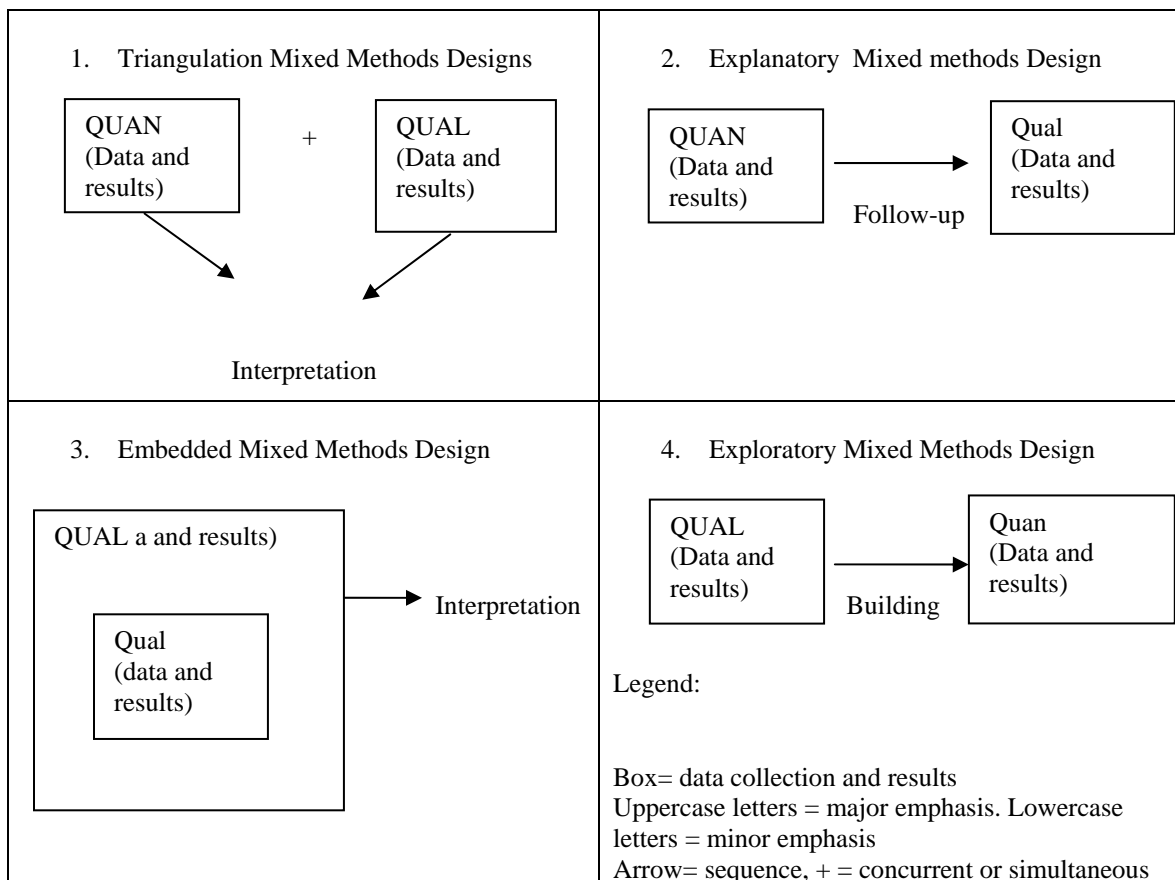 1. Triangulation Mixed Methods Designs
QUAN
(Data and
results)
+
QUAL
(Data and
results)
Interpretation
2. Explanatory Mixed methods Design
QUAN
(Data and
results)
Follow-up
Qual
(Data and
results)
3. Embedded Mixed Methods Design
QUAL a and results)
Qual
(data and
results)
Interpretation
4. Exploratory Mixed Methods Design
QUAL
(Data and
results)
Building
Quan
(Data and
results)
Legend:
Box= data collection and results
Uppercase letters = major emphasis. Lowercase
letters = minor emphasis
Arrow= sequence, + = concurrent or simultaneous